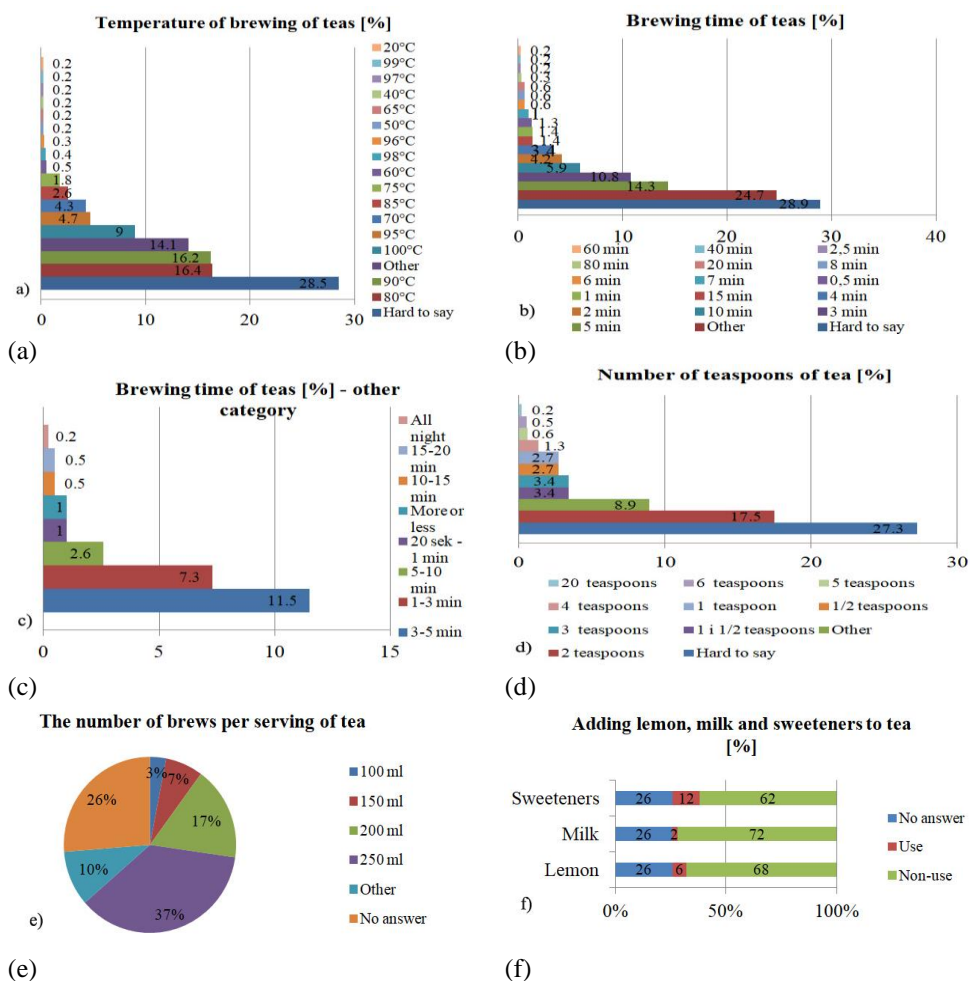 Temperature of brewing of teas [%]
0.2
0.2
0.2
0.2
0.2
0.2
0.3
0.4
0.5
1.8
2.6
4.3
4.7
9
14.1
16.2
16.4
28.5
20°C
99°C
97°C
40°C
65°C
50°C
96°C
98°C
60°C
75°C
85°C
70°C
95°C
100°C
Other
90°C
80°C
Hard to say
a)
0 10 20 30
(a)
Brewing time of teas [%]
0.2
0.2
0.2
0.3
0.6
0.6
0.6
1
1.3
1.4
1.4
3.4
4.2
5.9
10.8
14.3
24.7
28.9
0 10 20 30 40
60 min 40 min 2,5 min
80 min 20 min 8 min
6 min 7 min 0,5 min
1 min 15 min 4 min
2 min 10 min 3 min
5 min Other Hard to say
b)
(b)
Brewing time of teas [%] - other
category
0.2
0.5
0.5
1
1
2.6
7.3
11.5
All
night
15-20
min
10-15
min
More or
less
20 sek -
1 min
5-10
min
1-3 min
3-5 min
c)
0 5 10 15
(c)
Number of teaspoons of tea [%]
0.2
0.5
0.6
1.3
2.7
2.7
3.4
3.4
8.9
17.5
27.3
0 10 20 30
20 teaspoons 6 teaspoons 5 teaspoons
4 teaspoons 1 teaspoon 1/2 teaspoons
3 teaspoons 1 i 1/2 teaspoons Other
2 teaspoons Hard to say
d)
(d)
The number of brews per serving of tea
3%
7%
17%
37%
10%
26%
100 ml
150 ml
200 ml
250 ml
Other
No answer
e)
(e)
Adding lemon, milk and sweeteners to tea
[%]
Sweeteners 26 12 62
Milk 26 2 72
Lemon 26 6 68
0% 50% 100%
No answer
Use
Non-use
f)
(f)